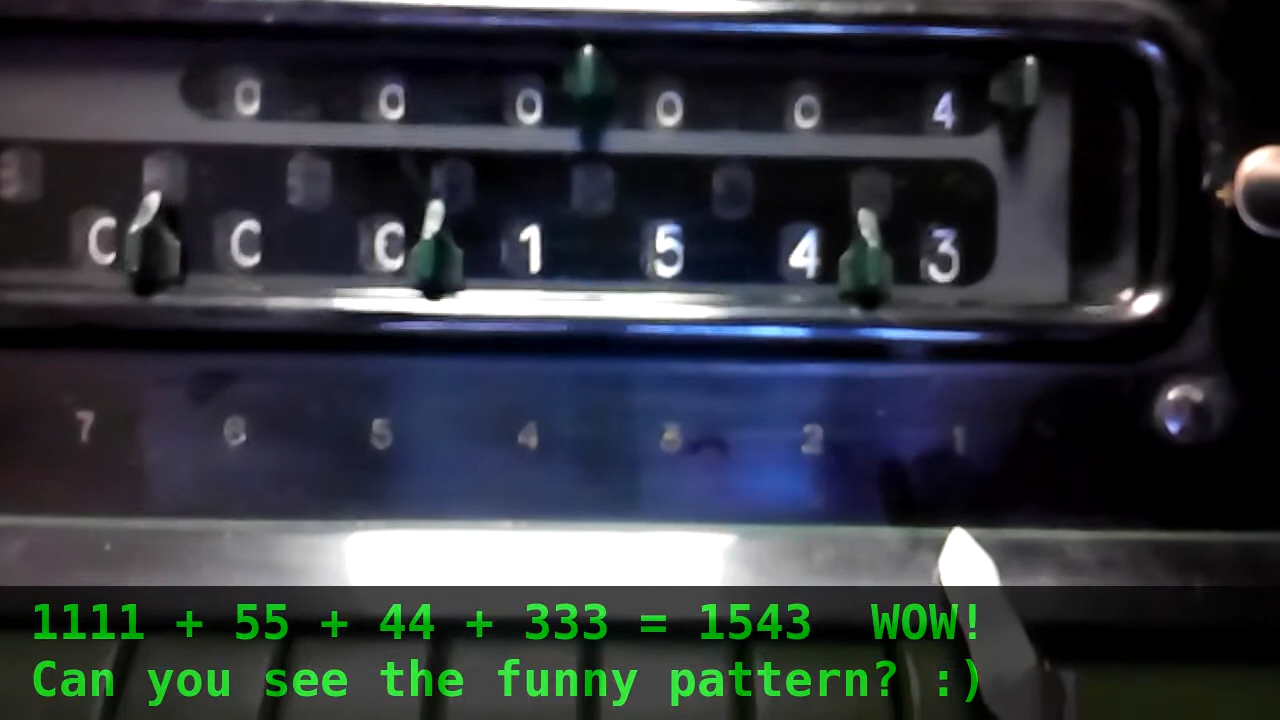 0 0 0 0 0 4
0 0 0 1 5 4 3
7 6 5 4 3 2 1
1111 + 55 + 44 + 333 = 1543 WOW!
Can you see the funny pattern? :)